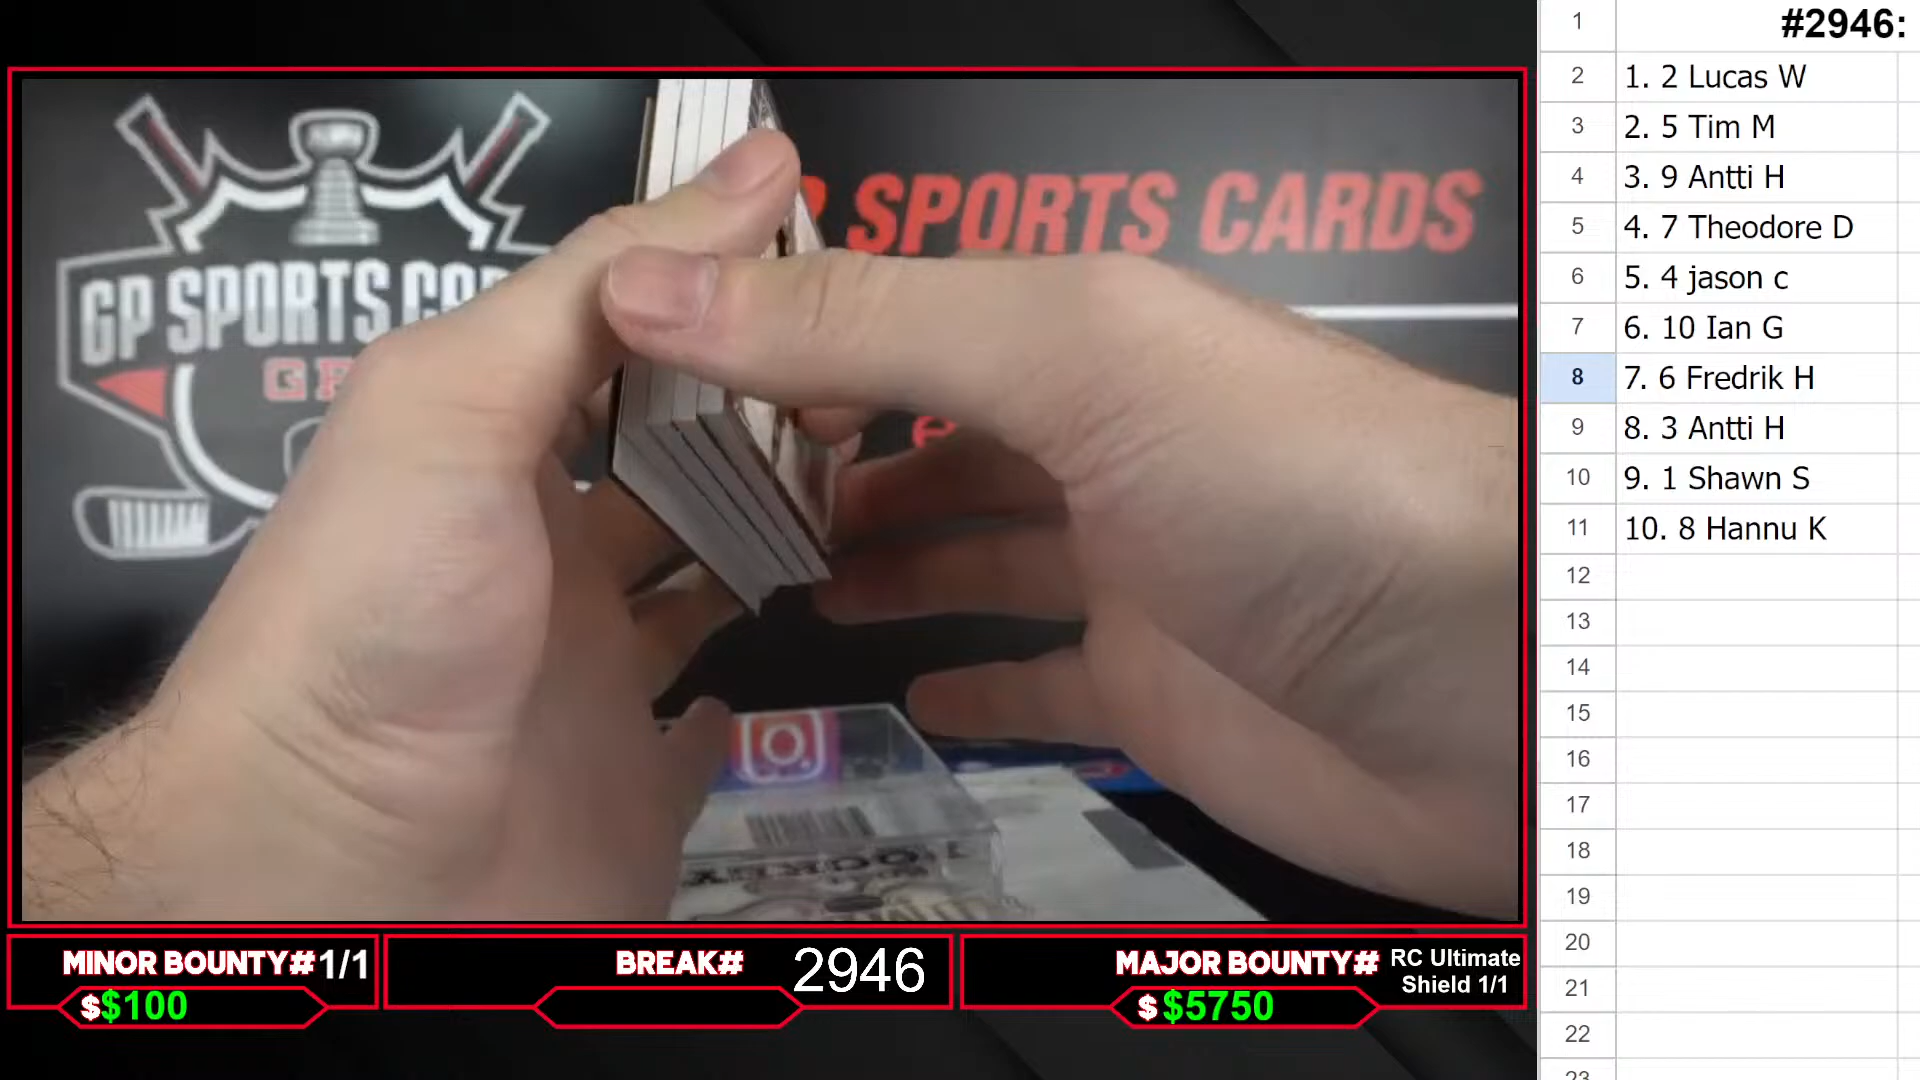 GP SPORTS CAR
SPORTS CARDS
MINOR BOUNTY# 1/1
$$100
BREAK# 2946
MAJOR BOUNTY# RC Ultimate
Shield 1/1
$ $5750
1 #2946:
2 1. 2 Lucas W
3 2. 5 Tim M
4 3. 9 Antti H
5 4. 7 Theodore D
6 5. 4 jason c
7 6. 10 Ian G
8 7. 6 Fredrik H
9 8. 3 Antti H
10 9. 1 Shawn S
11 10. 8 Hannu K
12
13
14
15
16
17
18
19
20
21
22
23